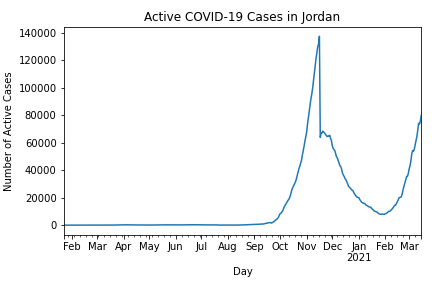 Active COVID-19 Cases in Jordan
140000
120000
100000
80000
60000
40000
20000
0
Number of Active Cases
Feb Mar Apr May Jun Jul Aug Sep Oct Nov Dec Jan Feb Mar
2021
Day